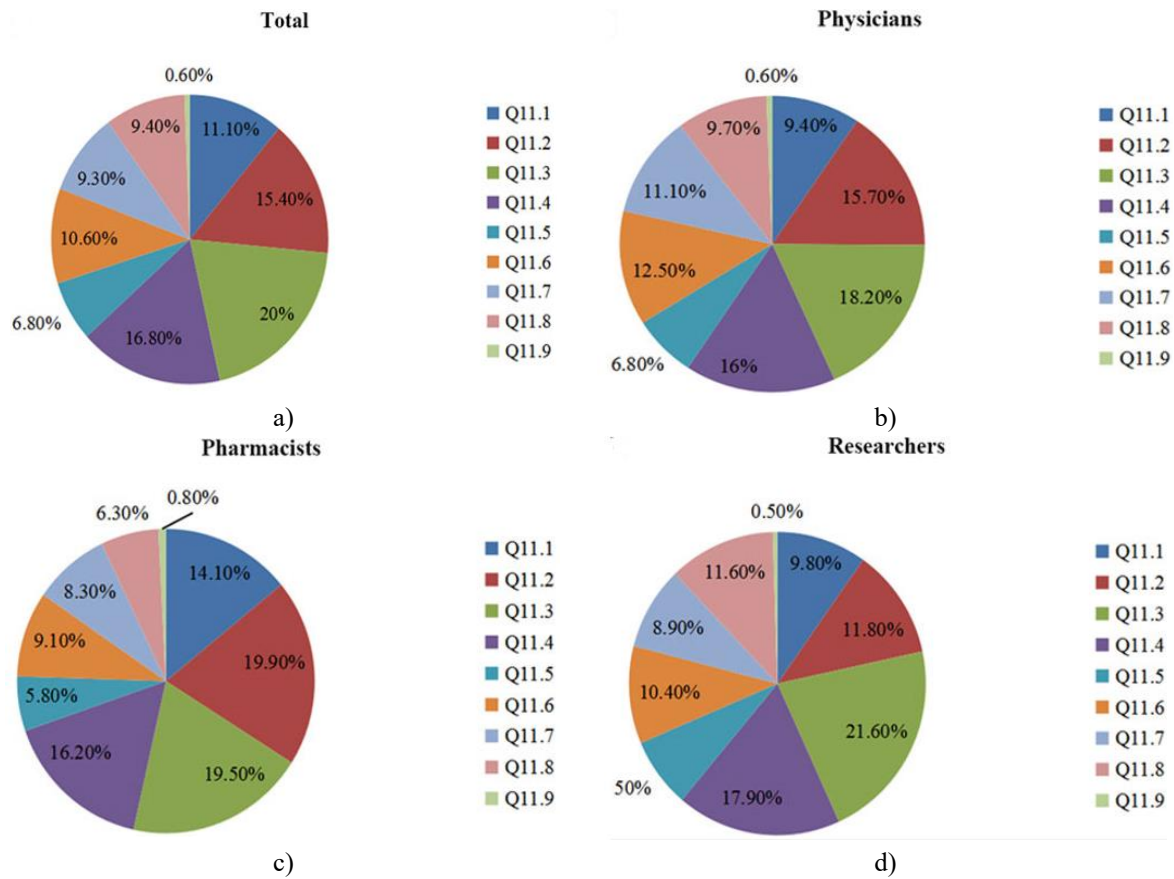 Total
0.60%
9.40%
11.10%
9.30%
15.40%
10.60%
20%
6.80%
16.80%
Q11.1
Q11.2
Q11.3
Q11.4
Q11.5
Q11.6
Q11.7
Q11.8
Q11.9
a)
Physicians
0.60%
9.70%
9.40%
11.10%
15.70%
12.50%
18.20%
6.80%
16%
Q11.1
Q11.2
Q11.3
Q11.4
Q11.5
Q11.6
Q11.7
Q11.8
Q11.9
b)
Pharmacists
0.80%
6.30%
14.10%
8.30%
9.10%
19.90%
5.80%
16.20%
19.50%
Q11.1
Q11.2
Q11.3
Q11.4
Q11.5
Q11.6
Q11.7
Q11.8
Q11.9
c)
Researchers
0.50%
11.60%
9.80%
8.90%
11.80%
10.40%
21.60%
50%
17.90%
Q11.1
Q11.2
Q11.3
Q11.4
Q11.5
Q11.6
Q11.7
Q11.8
Q11.9
d)